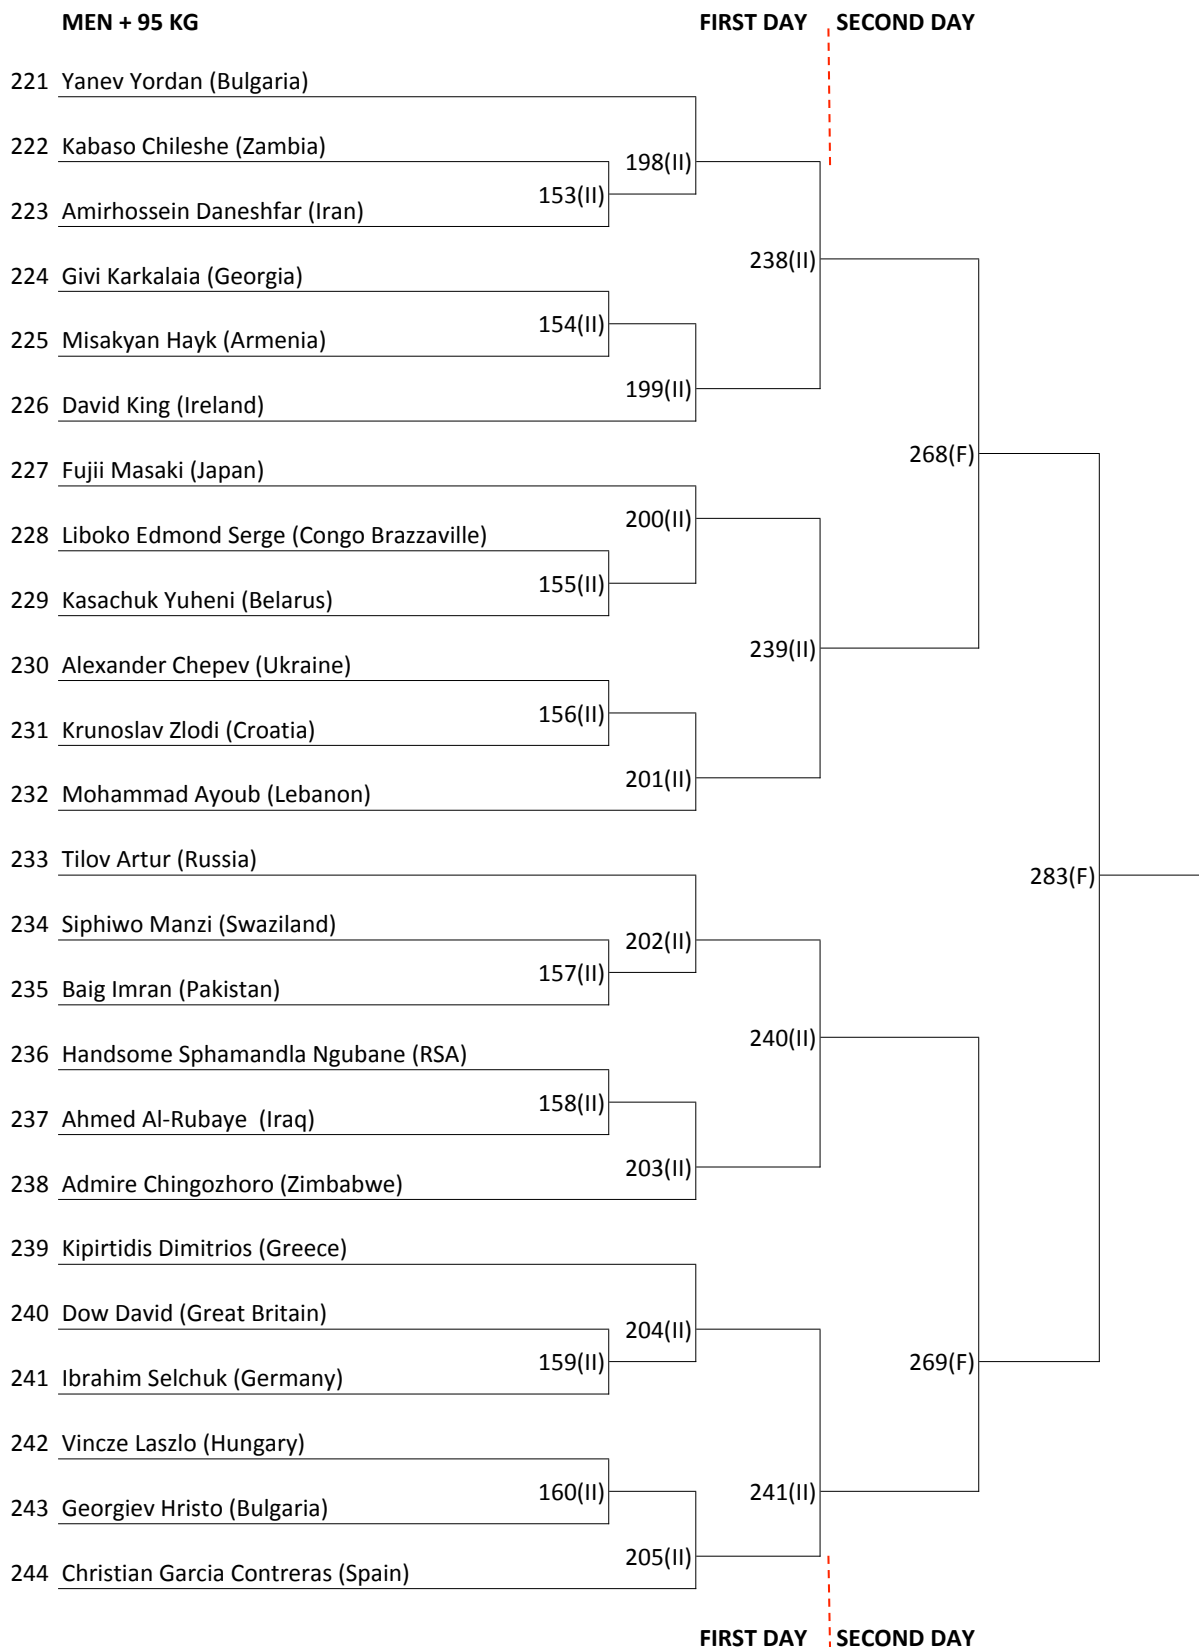 MEN + 95 KG FIRST DAY SECOND DAY
221 Yanev Yordan (Bulgaria)
222 Kabaso Chileshe (Zambia)
198(II)
153(II)
223 Amirhossein Daneshfar (Iran)
238(II)
224 Givi Karkalaia (Georgia)
154(II)
225 Misakyan Hayk (Armenia)
199(II)
226 David King (Ireland)
268(F)
227 Fujii Masaki (Japan)
200(II)
228 Liboko Edmond Serge (Congo Brazzaville)
155(II)
229 Kasachuk Yuheni (Belarus)
239(II)
230 Alexander Chepev (Ukraine)
156(II)
231 Krunoslav Zlodi (Croatia)
201(II)
232 Mohammad Ayoub (Lebanon)
233 Tilov Artur (Russia)
283(F)
234 Siphiwo Manzi (Swaziland)
202(II)
157(II)
235 Baig Imran (Pakistan)
240(II)
236 Handsome Sphamandla Ngubane (RSA)
158(II)
237 Ahmed Al-Rubaye (Iraq)
203(II)
238 Admire Chingozhoro (Zimbabwe)
239 Kipirtidis Dimitrios (Greece)
240 Dow David (Great Britain)
204(II)
159(II)
269(F)
241 Ibrahim Selchuk (Germany)
242 Vincze Laszlo (Hungary)
160(II)
241(II)
243 Georgiev Hristo (Bulgaria)
205(II)
244 Christian Garcia Contreras (Spain)
FIRST DAY SECOND DAY